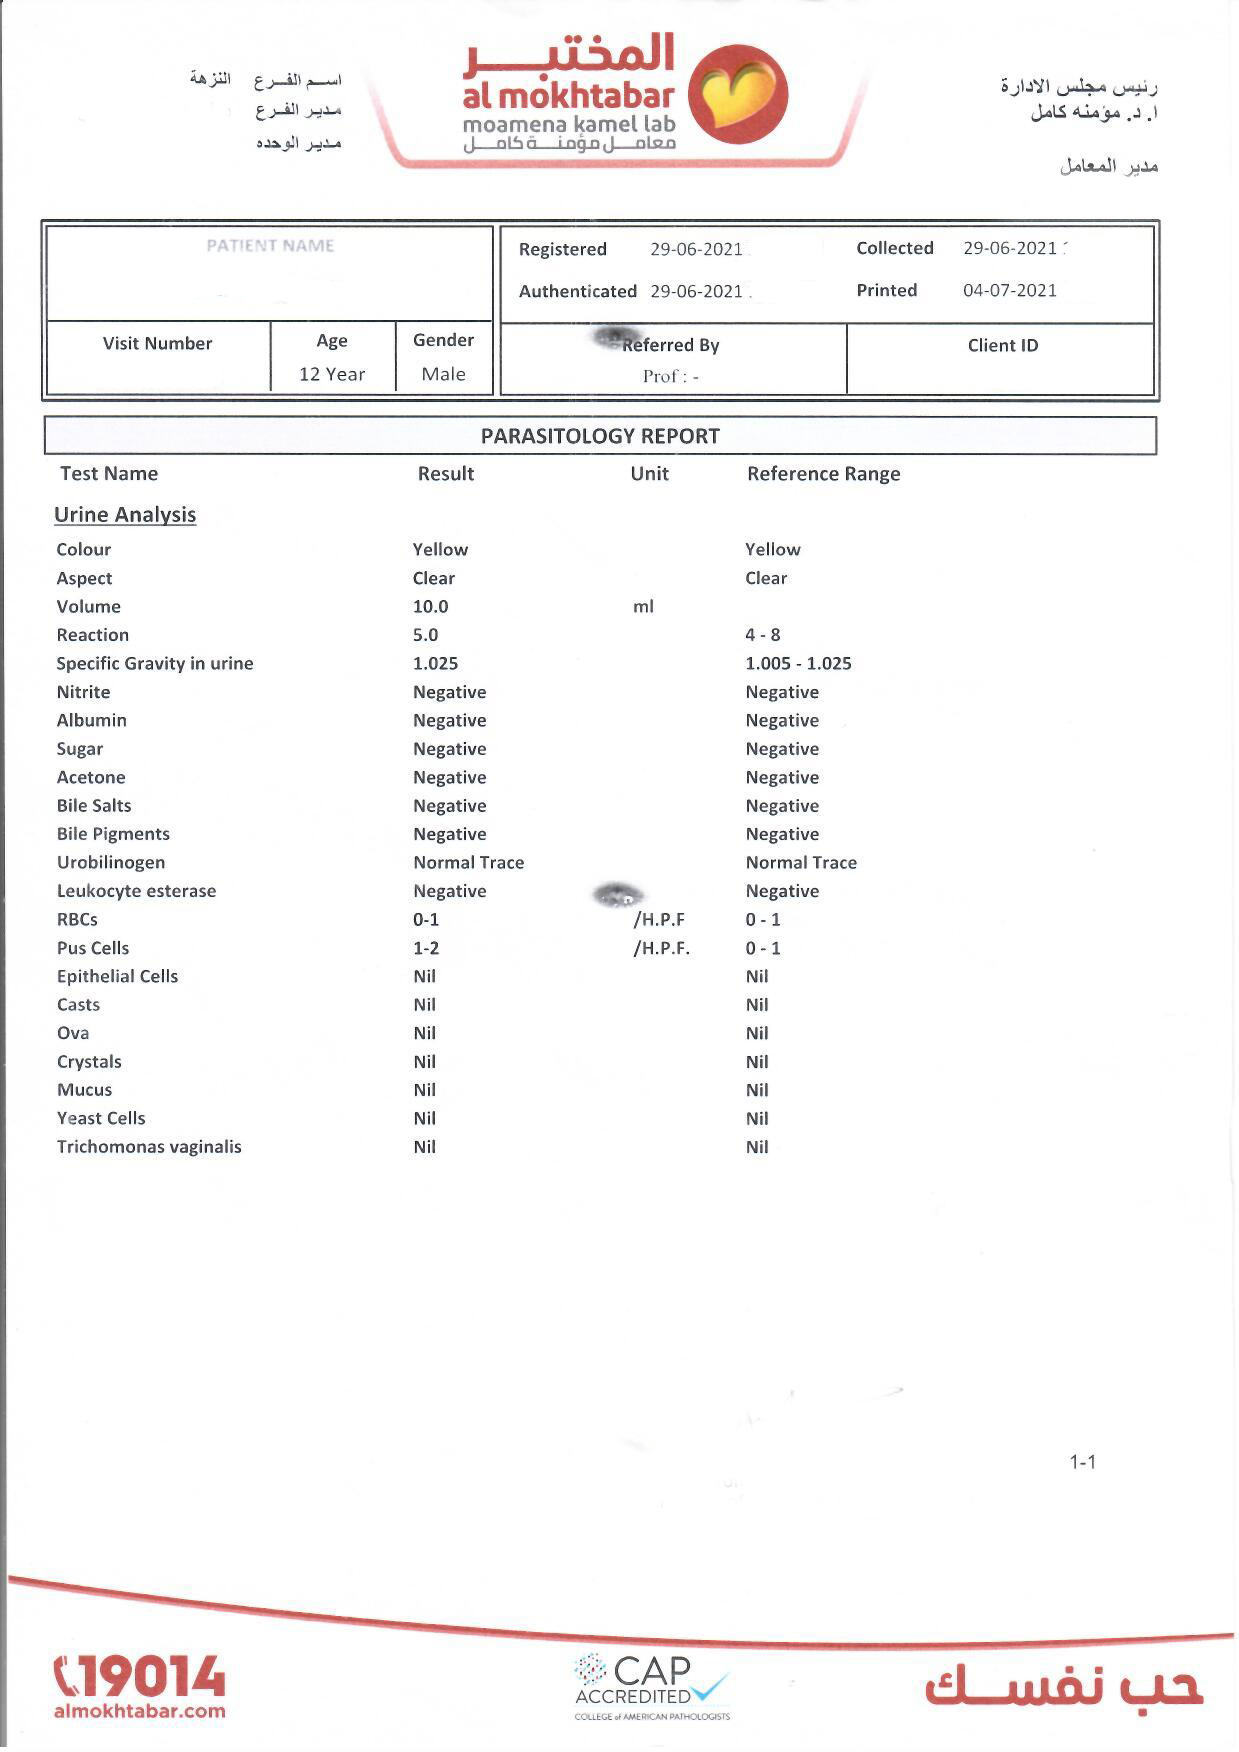 المختبر
al mokhtabar
moamena kamel lab
معامل مؤمنة كامل
اسم الفرع النزهة
مدير الفرع
مدير الوحده
رئيس مجلس الادارة
ا. د. مؤمنه كامل
مدير المعامل
PATIENT NAME
Registered 29-06-2021 Collected 29-06-2021
Authenticated 29-06-2021 Printed 04-07-2021
Visit Number Age Gender Referred By Client ID
12 Year Male Prof : -
PARASITOLOGY REPORT
Test Name Result Unit Reference Range
Urine Analysis
Colour Yellow Yellow
Aspect Clear Clear
Volume 10.0 ml
Reaction 5.0 4 - 8
Specific Gravity in urine 1.025 1.005 - 1.025
Nitrite Negative Negative
Albumin Negative Negative
Sugar Negative Negative
Acetone Negative Negative
Bile Salts Negative Negative
Bile Pigments Negative Negative
Urobilinogen Normal Trace Normal Trace
Leukocyte esterase Negative Negative
RBCs 0-1 /H.P.F 0 - 1
Pus Cells 1-2 /H.P.F. 0 - 1
Epithelial Cells Nil Nil
Casts Nil Nil
Ova Nil Nil
Crystals Nil Nil
Mucus Nil Nil
Yeast Cells Nil Nil
Trichomonas vaginalis Nil Nil
1-1
19014
almokhtabar.com
CAP
ACCREDITED
COLLEGE of AMERICAN PATHOLOGISTS
حب نفسك